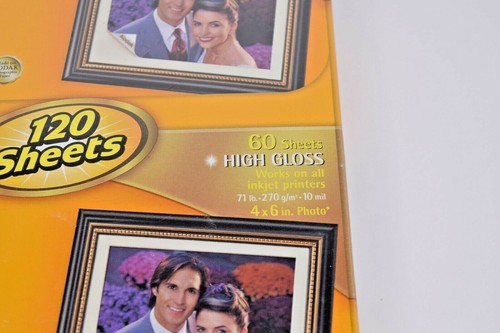 KODAK
120
Sheets
60 Sheets
HIGH GLOSS
Works on all
inkjet printers
71 lb.·270 g/m²·10 mil
4 x 6 in. Photo*